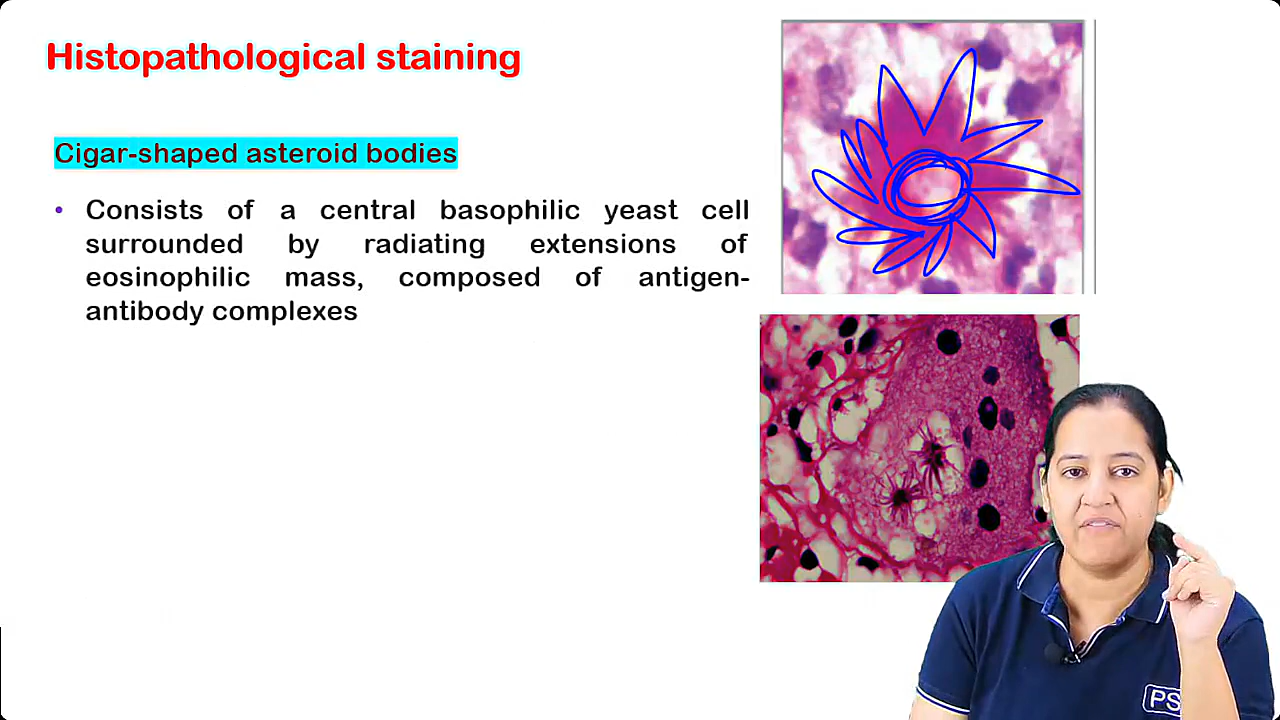 Histopathological staining
Cigar-shaped asteroid bodies
• Consists of a central basophilic yeast cell
surrounded by radiating extensions of
eosinophilic mass, composed of antigen-
antibody complexes